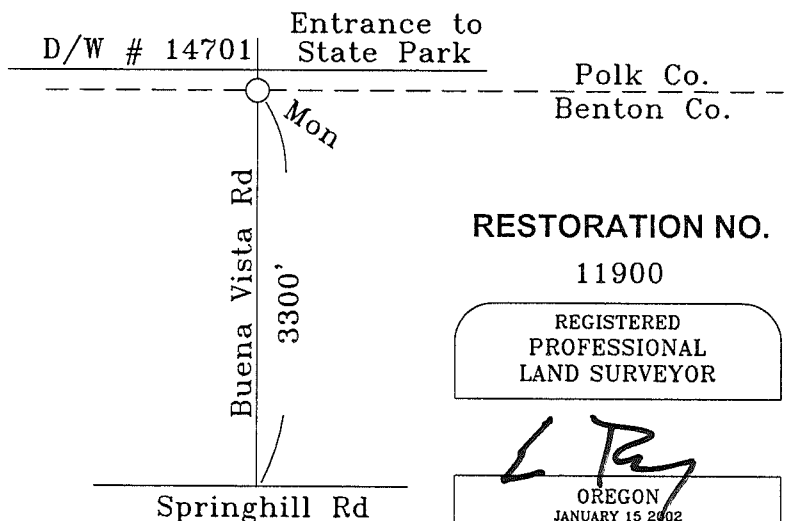 Entrance to
D/W # 14701 State Park
Polk Co.
Benton Co.
Mon
Buena Vista Rd
3300'
Springhill Rd
RESTORATION NO.
11900
REGISTERED
PROFESSIONAL
LAND SURVEYOR
OREGON
JANUARY 15 2002